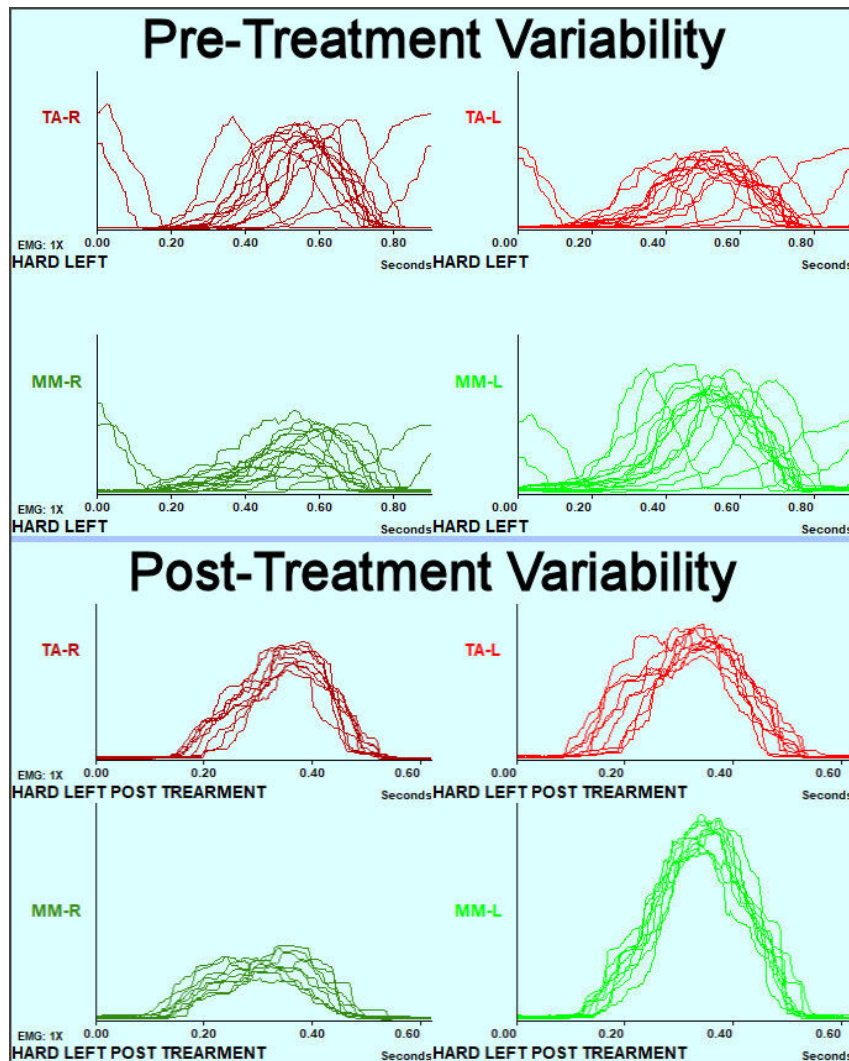 Pre-Treatment Variability
TA-R
TA-L
EMG: 1X
0.00 0.20 0.40 0.60 0.80
0.00 0.20 0.40 0.60 0.80
HARD LEFT
Seconds
HARD LEFT
Seconds
MM-R
MM-L
EMG: 1X
0.00 0.20 0.40 0.60 0.80
0.00 0.20 0.40 0.60 0.80
HARD LEFT
Seconds
HARD LEFT
Seconds
Post-Treatment Variability
TA-R
TA-L
EMG: 1X
0.00 0.20 0.40 0.60
0.00 0.20 0.40 0.60
HARD LEFT POST TREARMENT
Seconds
HARD LEFT POST TREARMENT
Seconds
MM-R
MM-L
EMG: 1X
0.00 0.20 0.40 0.60
0.00 0.20 0.40 0.60
HARD LEFT POST TREARMENT
Seconds
HARD LEFT POST TREARMENT
Seconds